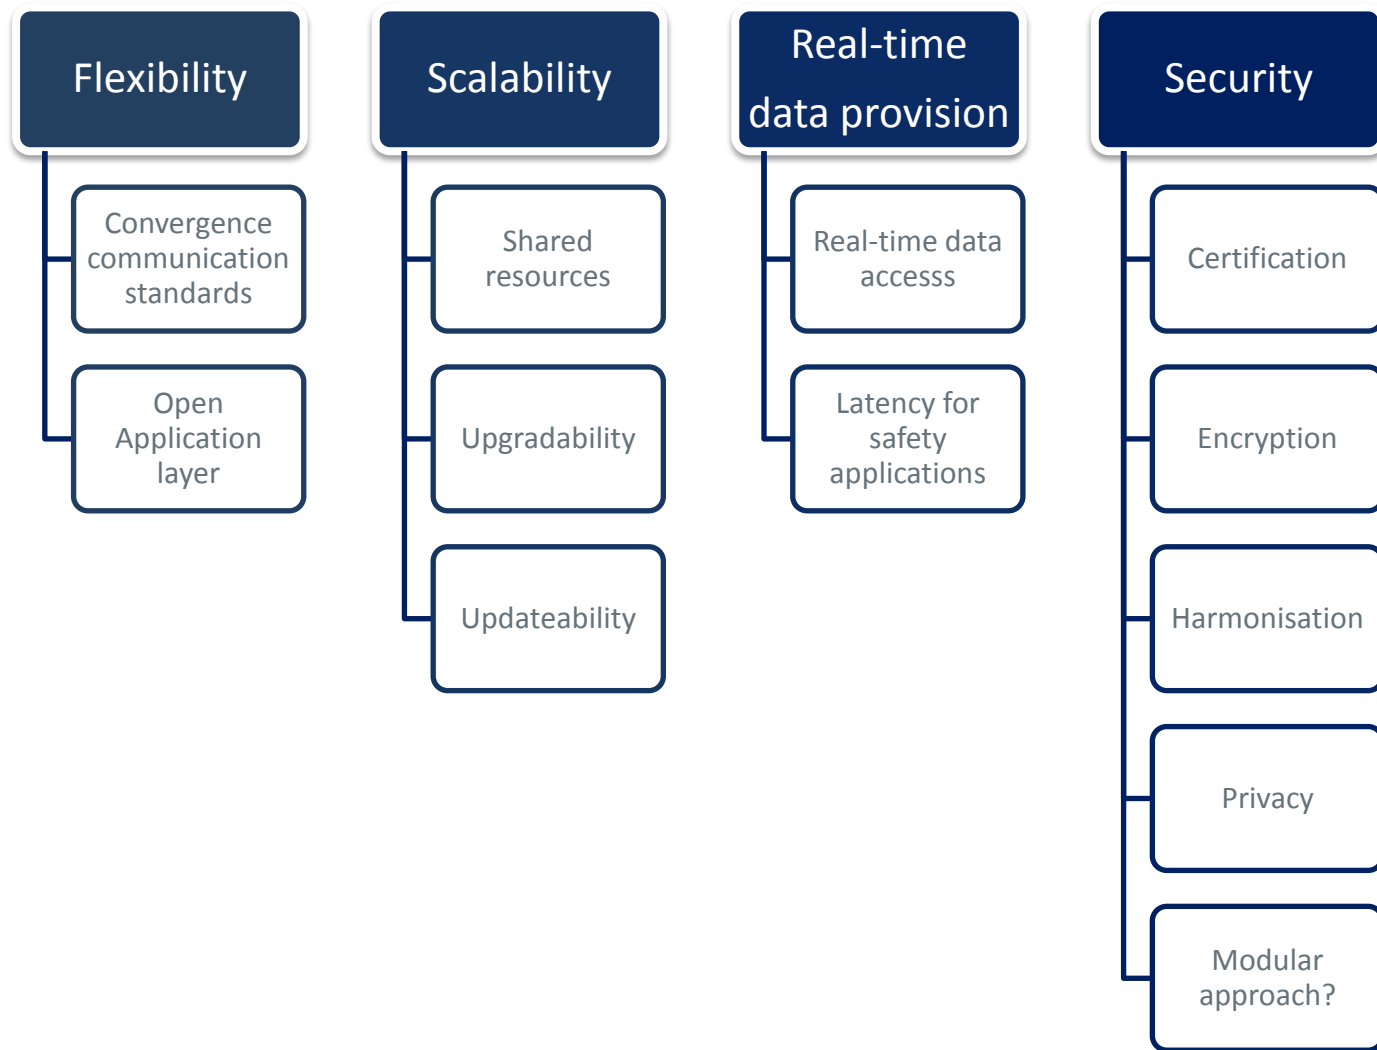 Flexibility
Convergence
communication
standards
Open
Application
layer
Scalability
Shared
resources
Upgradability
Updateability
Real-time
data provision
Real-time data
accesss
Latency for
safety
applications
Security
Certification
Encryption
Harmonisation
Privacy
Modular
approach?